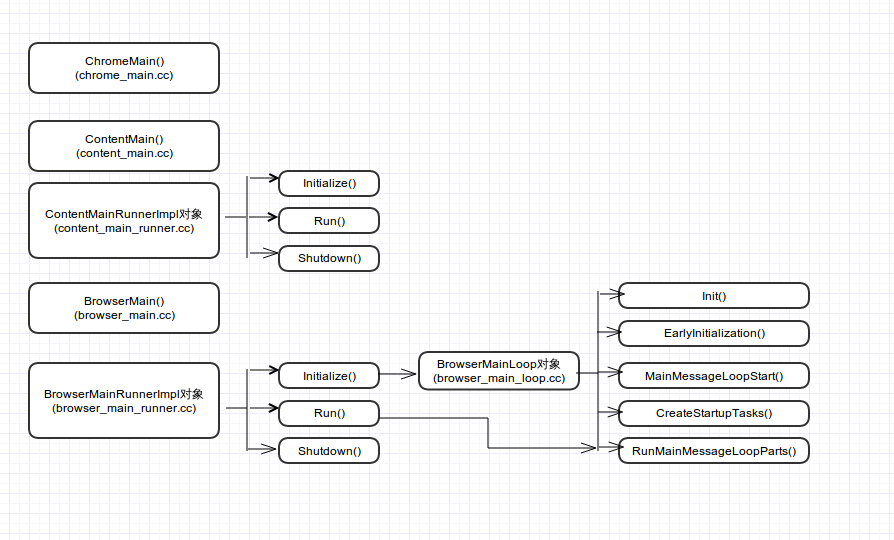 ChromeMain()
(chrome_main.cc)
ContentMain()
(content_main.cc)
ContentMainRunnerImpl对象
(content_main_runner.cc)
Initialize()
Run()
Shutdown()
BrowserMain()
(browser_main.cc)
BrowserMainRunnerImpl对象
(browser_main_runner.cc)
Initialize()
Run()
Shutdown()
BrowserMainLoop对象
(browser_main_loop.cc)
Init()
EarlyInitialization()
MainMessageLoopStart()
CreateStartupTasks()
RunMainMessageLoopParts()